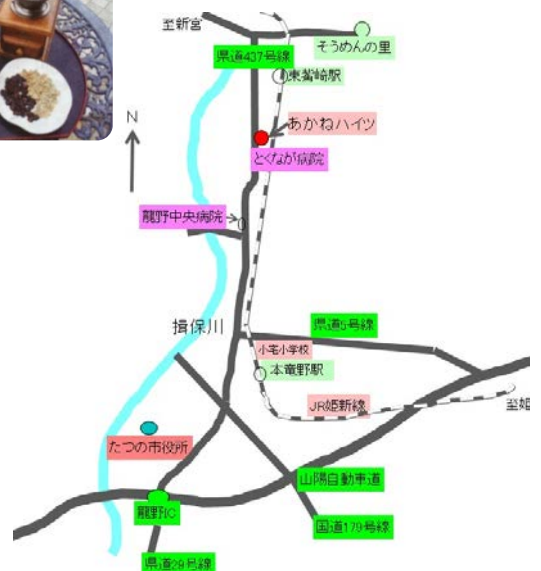 至新宮
そうめんの里
県道437号線
東觜崎駅
N
あかねハイツ
とくなが病院
龍野中央病院
揖保川
県道5号線
小宅小学校
本竜野駅
JR姫新線
至姫
たつの市役所
山陽自動車道
龍野IC
国道179号線
県道29号線